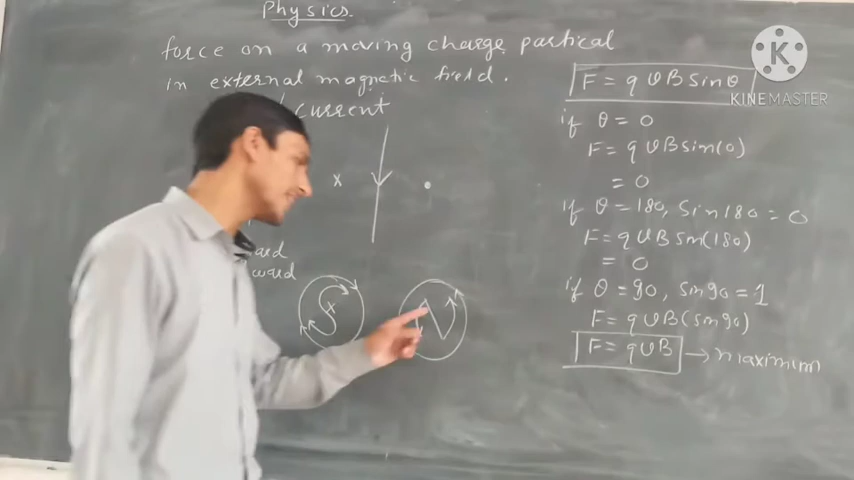 Physics.
force on a moving charge partical
in external magnetic field.
current
x
F = qVBSinθ
K
KINEMASTER
if θ = 0
F = qVBsin(0)
= 0
if θ = 180, Sin180 = 0
F = qVBSin(180)
= 0
if θ = 90, Sin90 = 1
F = qVB(Sin90)
F = qVB → maximum
S x
N